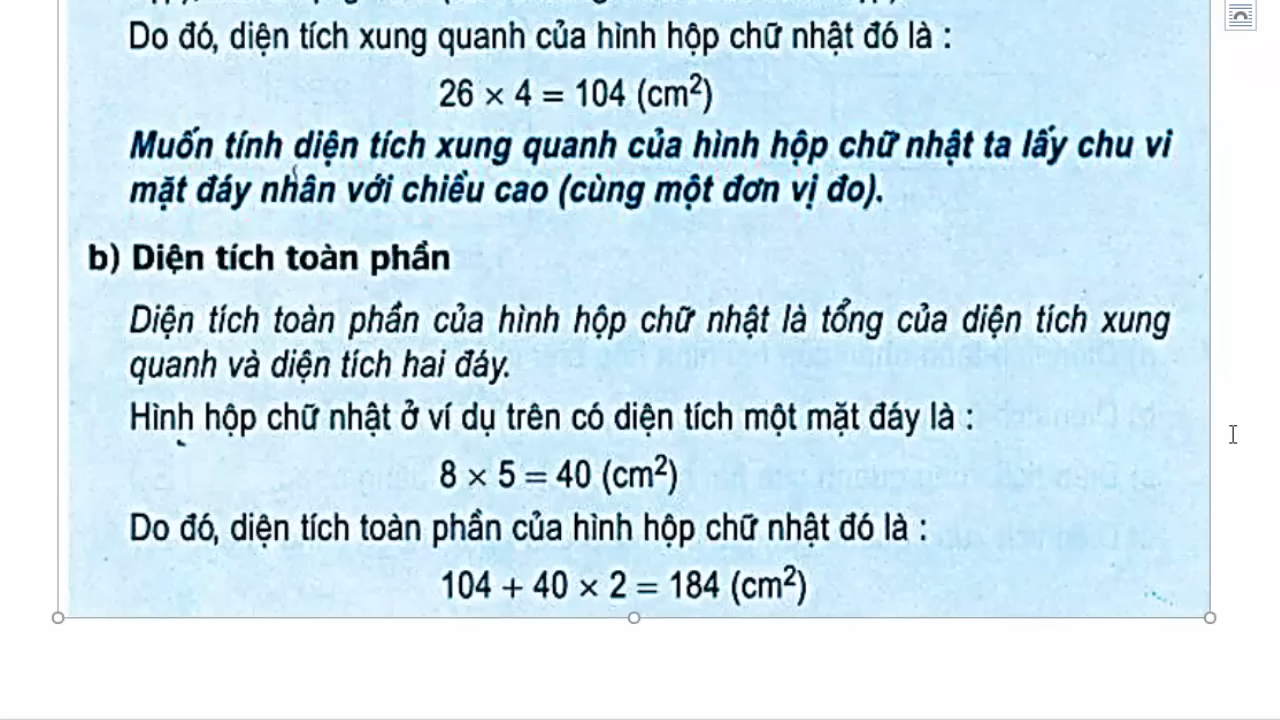 Do đó, diện tích xung quanh của hình hộp chữ nhật đó là :
26 × 4 = 104 (cm²)
Muốn tính diện tích xung quanh của hình hộp chữ nhật ta lấy chu vi
mặt đáy nhân với chiều cao (cùng một đơn vị đo).
b) Diện tích toàn phần
Diện tích toàn phần của hình hộp chữ nhật là tổng của diện tích xung
quanh và diện tích hai đáy.
Hình hộp chữ nhật ở ví dụ trên có diện tích một mặt đáy là :
8 × 5 = 40 (cm²)
Do đó, diện tích toàn phần của hình hộp chữ nhật đó là :
104 + 40 × 2 = 184 (cm²)